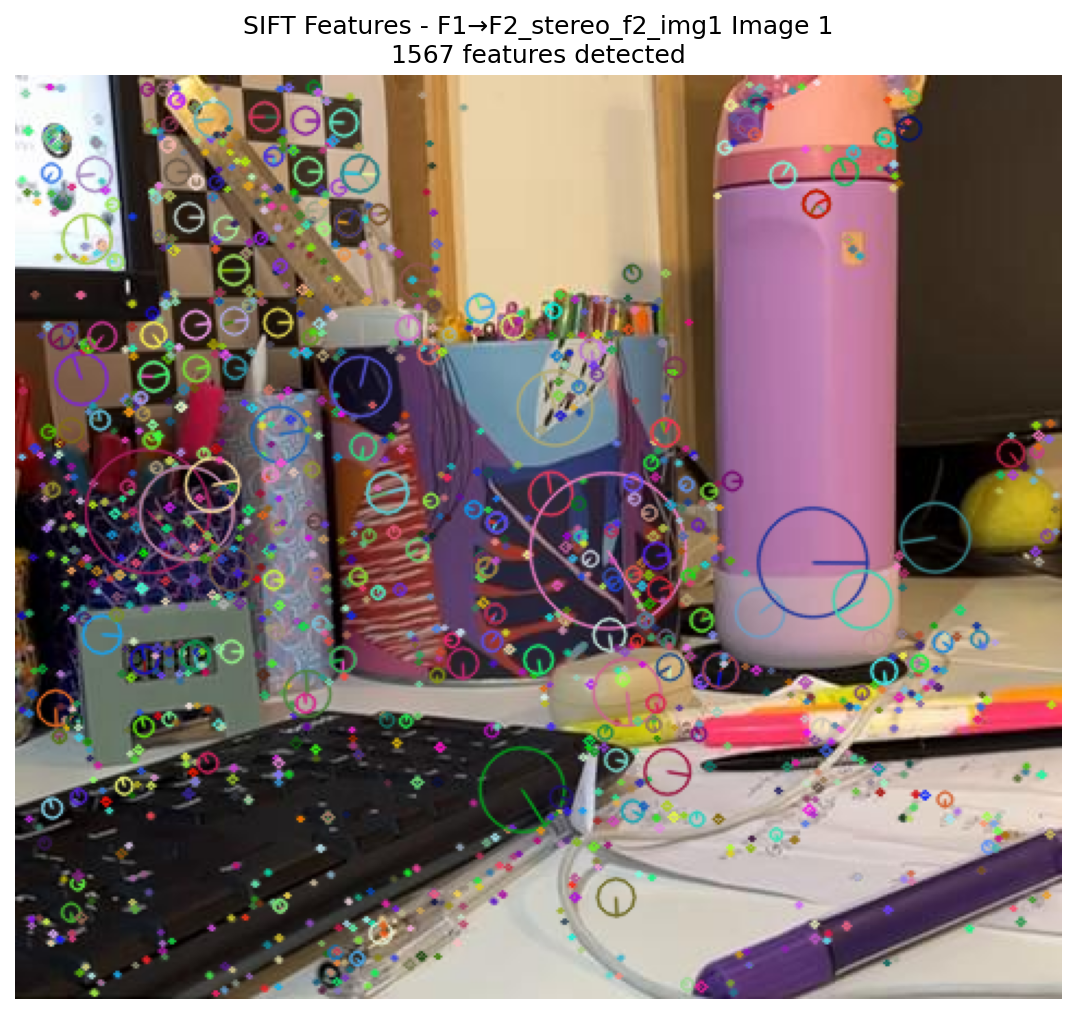 SIFT Features - F1→F2_stereo_f2_img1 Image 1
1567 features detected